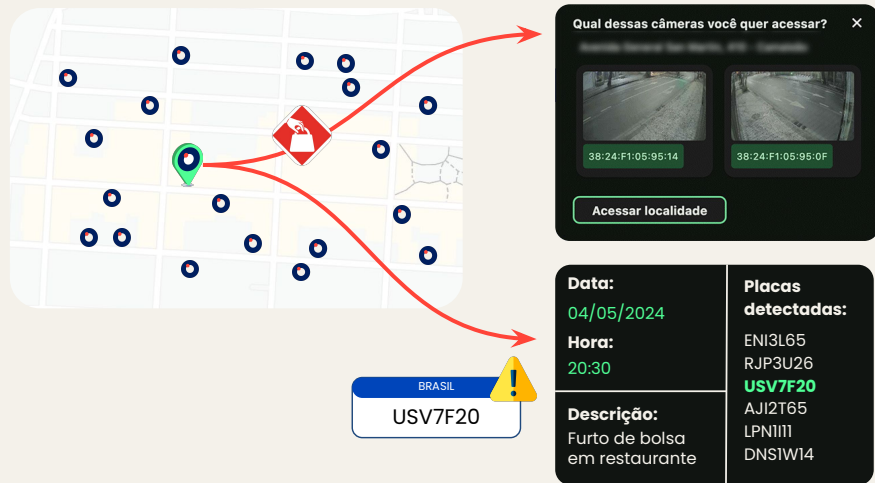 Qual dessas câmeras você quer acessar?
38:24:F1:05:95:14
38:24:F1:05:95:0F
Acessar localidade
Data:
04/05/2024
Hora:
20:30
Descrição:
Furto de bolsa
em restaurante
Placas
detectadas:
ENI3L65
RJP3U26
USV7F20
AJI2T65
LPN1I11
DNS1W14
BRASIL
USV7F20